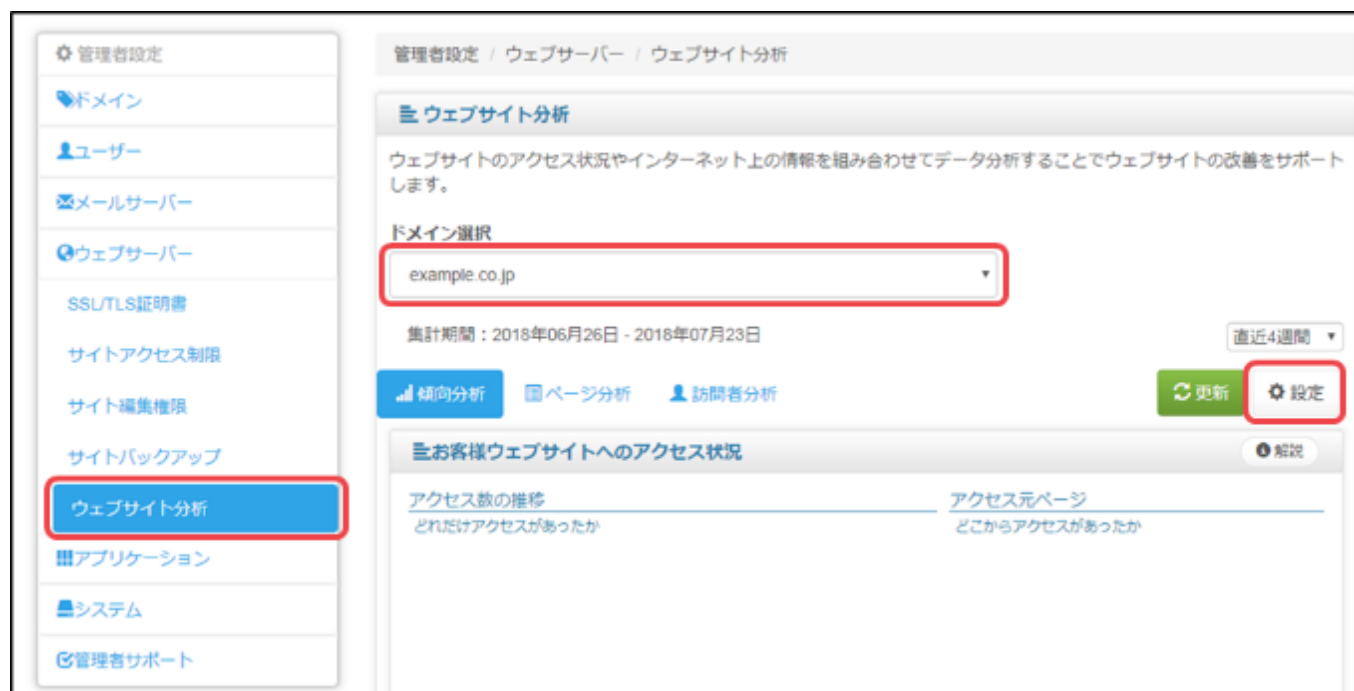 管理者設定
ドメイン
ユーザー
メールサーバー
ウェブサーバー
SSL/TLS証明書
サイトアクセス制限
サイト編集権限
サイトバックアップ
ウェブサイト分析
アプリケーション
システム
管理者サポート
管理者設定 / ウェブサーバー / ウェブサイト分析
ウェブサイト分析
ウェブサイトのアクセス状況やインターネット上の情報を組み合わせてデータ分析することでウェブサイトの改善をサポート
します。
ドメイン選択
example.co.jp
集計期間：2018年06月26日 - 2018年07月23日
直近4週間
傾向分析 ページ分析 訪問者分析 更新 設定
お客様ウェブサイトへのアクセス状況 解説
アクセス数の推移 アクセス元ページ
どれだけアクセスがあったか どこからアクセスがあったか